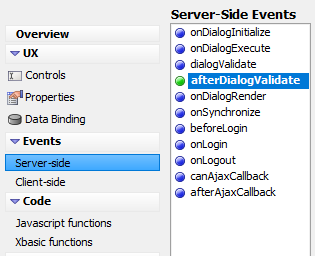 Overview
UX
Controls
Properties
Data Binding
Events
Server-side
Client-side
Code
Javascript functions
Xbasic functions
Server-Side Events
onDialogInitialize
onDialogExecute
dialogValidate
afterDialogValidate
onDialogRender
onSynchronize
beforeLogin
onLogin
onLogout
canAjaxCallback
afterAjaxCallback